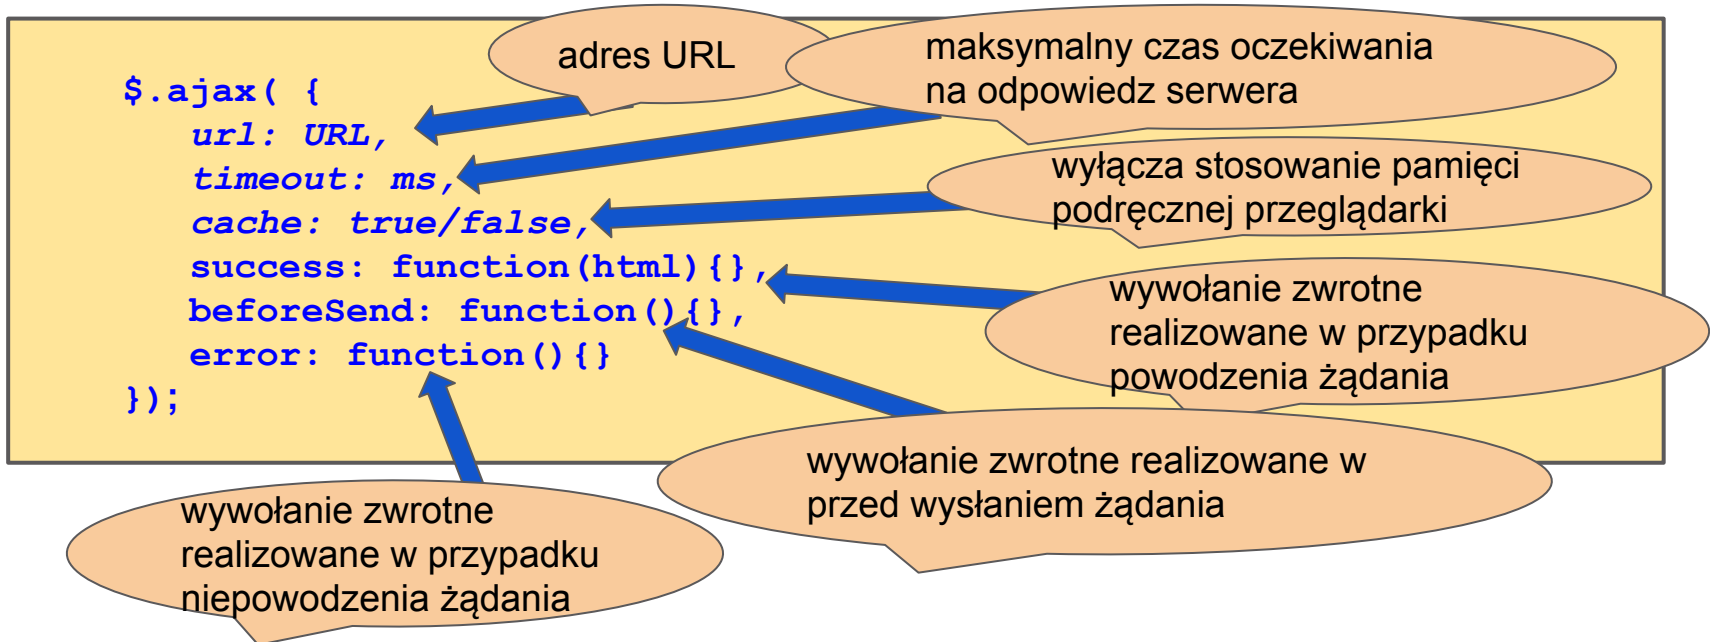 $.ajax( {
url: URL,
timeout: ms,
cache: true/false,
success: function(html){},
beforeSend: function(){},
error: function(){}
});
adres URL
maksymalny czas oczekiwania
na odpowiedz serwera
wyłącza stosowanie pamięci
podręcznej przeglądarki
wywołanie zwrotne
realizowane w przypadku
powodzenia żądania
wywołanie zwrotne realizowane w
przed wysłaniem żądania
wywołanie zwrotne
realizowane w przypadku
niepowodzenia żądania